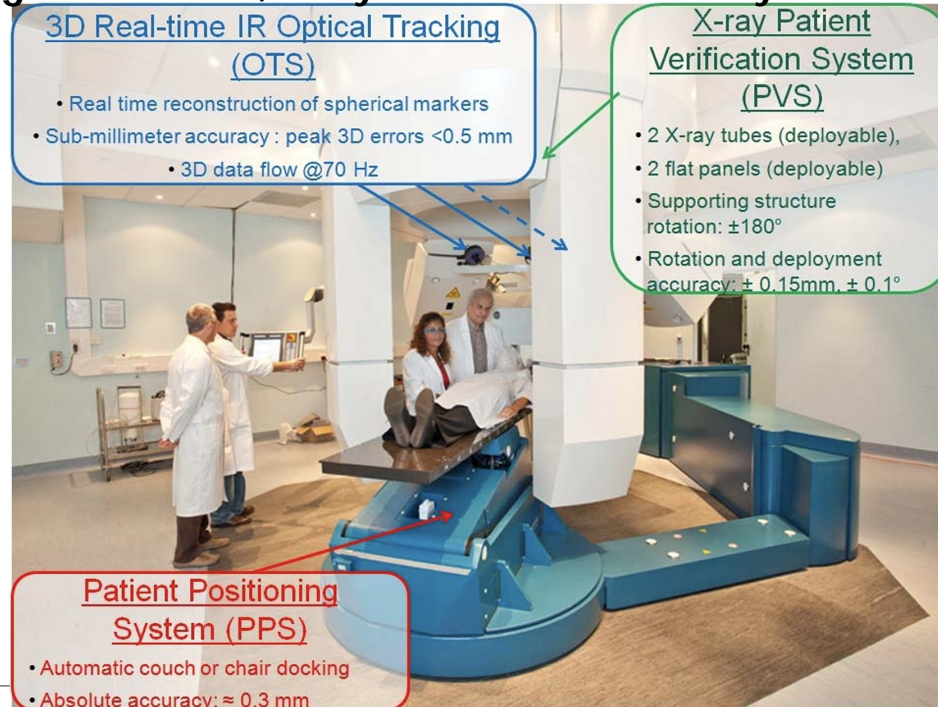 3D Real-time IR Optical Tracking
(OTS)
• Real time reconstruction of spherical markers
• Sub-millimeter accuracy : peak 3D errors <0.5 mm
• 3D data flow @70 Hz
X-ray Patient
Verification System
(PVS)
• 2 X-ray tubes (deployable),
• 2 flat panels (deployable)
• Supporting structure
rotation: ±180°
• Rotation and deployment
accuracy: ± 0.15mm, ± 0.1°
Patient Positioning
System (PPS)
• Automatic couch or chair docking
• Absolute accuracy: ≈ 0.3 mm